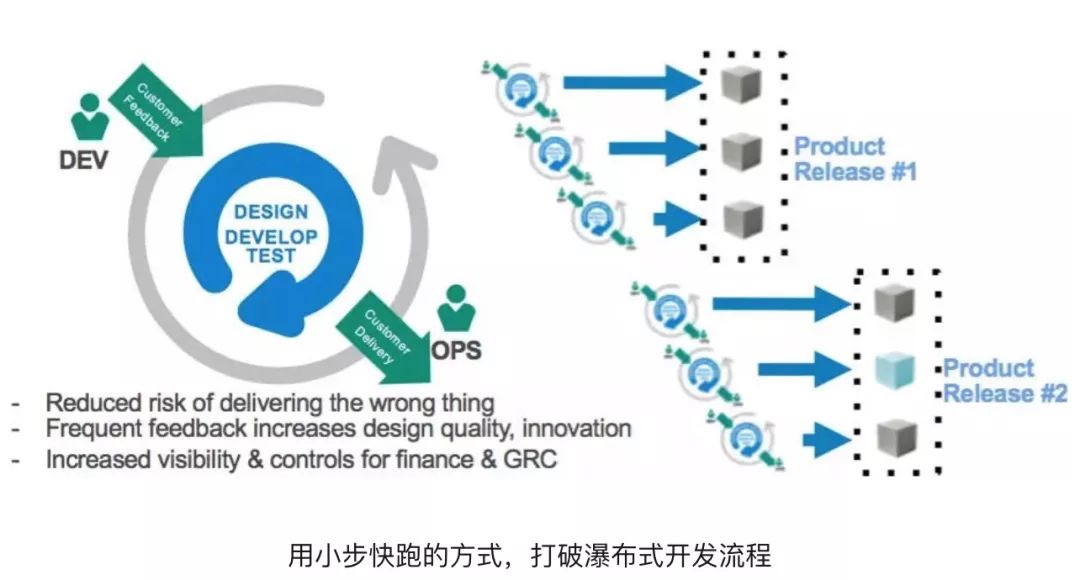 Customer
Feedback
DEV
DESIGN
DEVELOP
TEST
Customer
Delivery
OPS
- Reduced risk of delivering the wrong thing
- Frequent feedback increases design quality, innovation
- Increased visibility & controls for finance & GRC
Product
Release #1
Product
Release #2
用小步快跑的方式，打破瀑布式开发流程